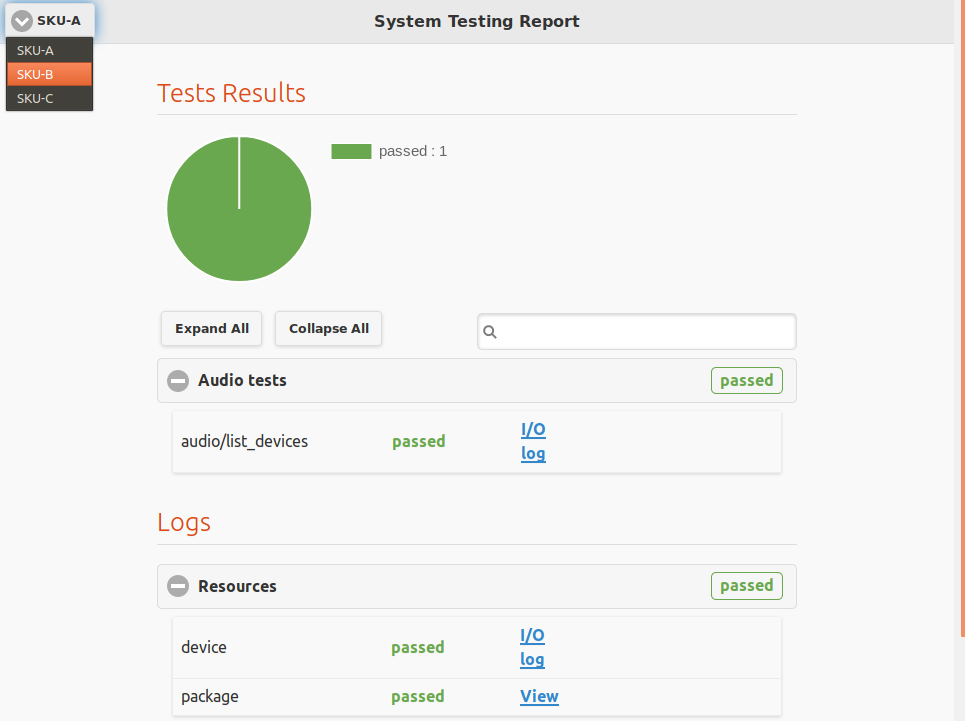 SKU-A
System Testing Report
SKU-A
SKU-B
SKU-C
Tests Results
passed : 1
Expand All
Collapse All
Audio tests
passed
audio/list_devices
passed
I/O
log
Logs
Resources
passed
device
passed
I/O
log
package
passed
View